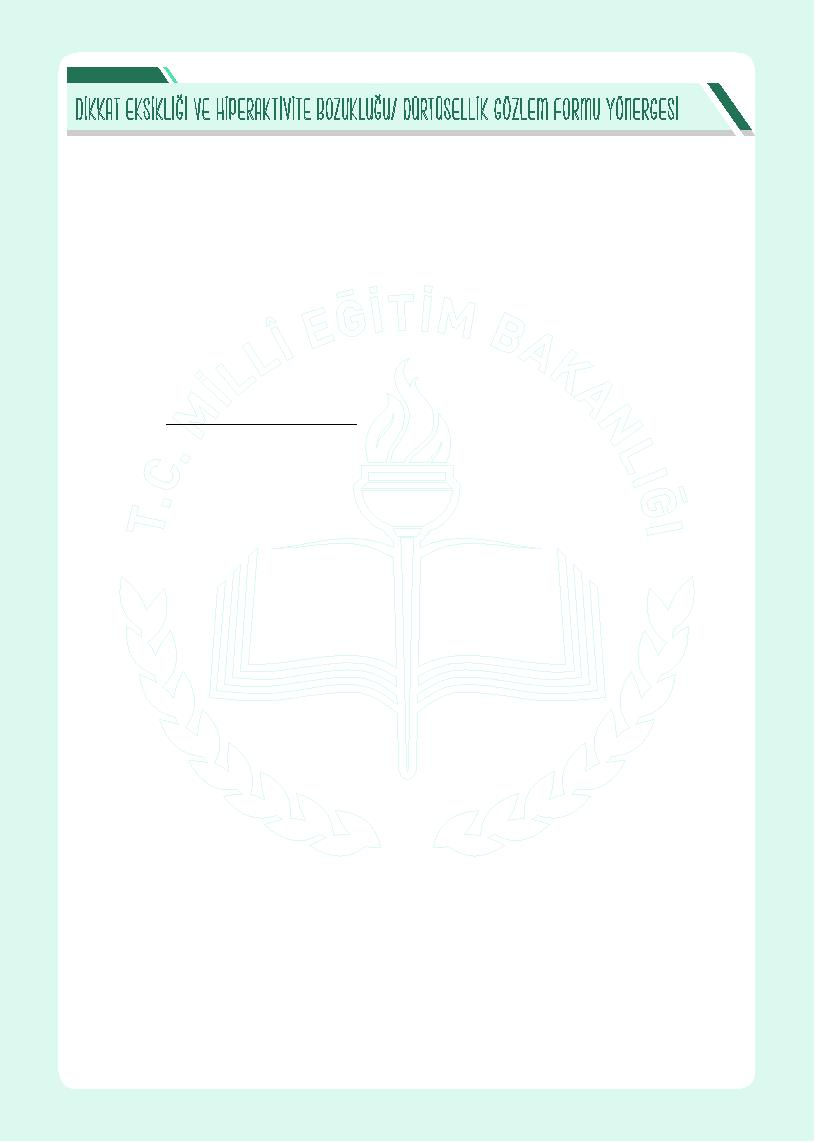 DİKKAT EKSİKLİĞİ VE HİPERAKTİVİTE BOZUKLUĞU/ DÜRTÜSELLİK GÖZLEM FORMU YÖNERGESİ
T.C. MİLLÎ EĞİTİM BAKANLIĞI